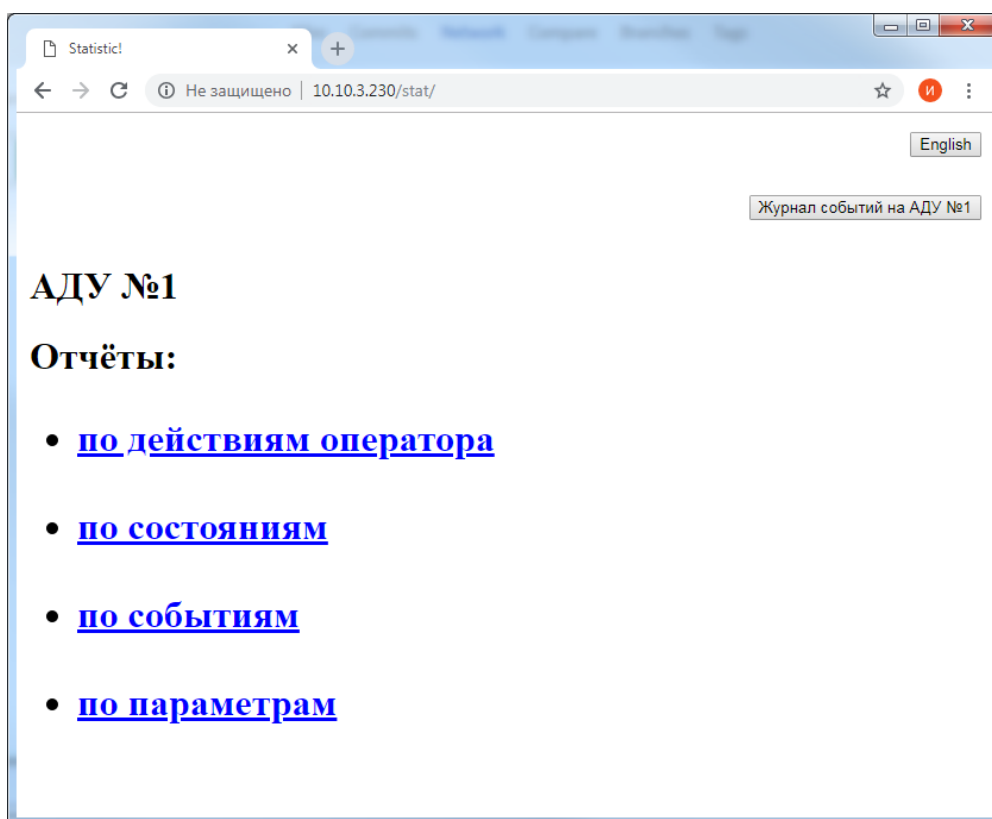 Statistic!
Не защищено | 10.10.3.230/stat/
И
English
Журнал событий на АДУ №1
АДУ №1
Отчёты:
по действиям оператора
по состояниям
по событиям
по параметрам